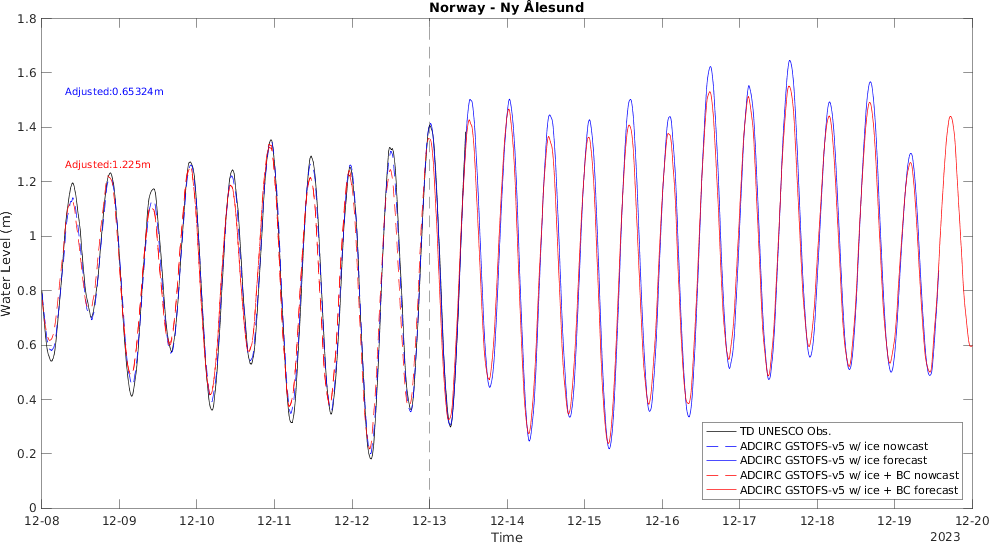 Norway - Ny Ålesund
1.8
1.6
1.4
1.2
1
0.8
0.6
0.4
0.2
0
Water Level (m)
Adjusted:0.65324m
Adjusted:1.225m
TD UNESCO Obs.
ADCIRC GSTOFS-v5 w/ ice nowcast
ADCIRC GSTOFS-v5 w/ ice forecast
ADCIRC GSTOFS-v5 w/ ice + BC nowcast
ADCIRC GSTOFS-v5 w/ ice + BC forecast
12-08 12-09 12-10 12-11 12-12 12-13 12-14 12-15 12-16 12-17 12-18 12-19 12-20
Time
2023